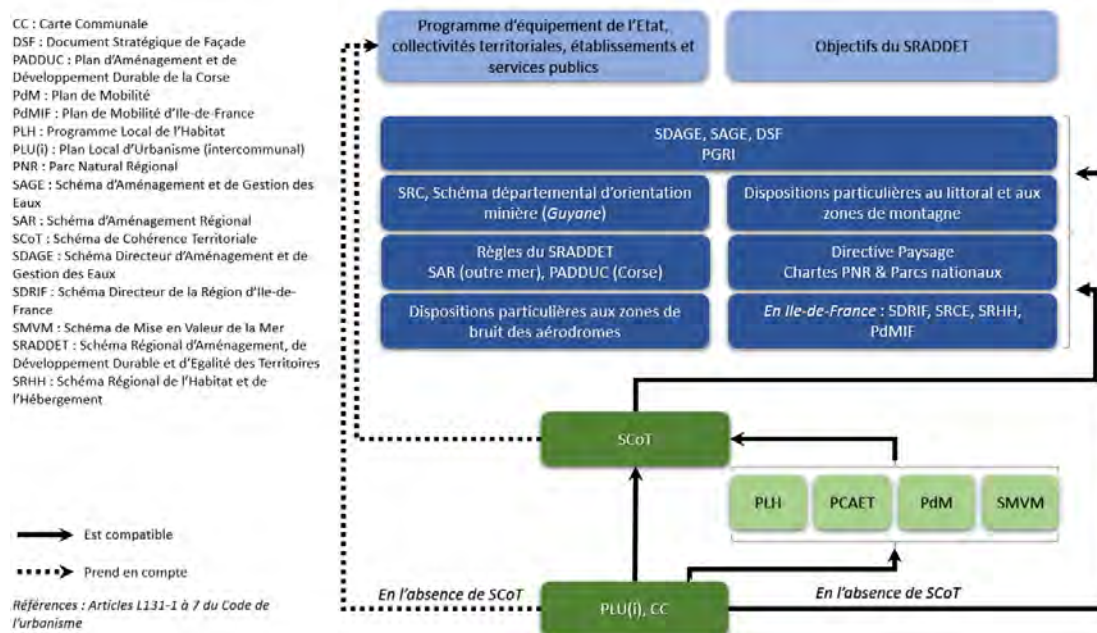 CC : Carte Communale
DSF : Document Stratégique de Façade
PADDUC : Plan d'Aménagement et de
Développement Durable de la Corse
PdM : Plan de Mobilité
PdMIF : Plan de Mobilité d'Ile-de-France
PLH : Programme Local de l'Habitat
PLU(i) : Plan Local d'Urbanisme (intercommunal)
PNR : Parc Natural Régional
SAGE : Schéma d'Aménagement et de Gestion des
Eaux
SAR : Schéma d'Aménagement Régional
SCoT : Schéma de Cohérence Territoriale
SDAGE : Schéma Directeur d'Aménagement et de
Gestion des Eaux
SDRIF : Schéma Directeur de la Région d'Ile-de-
France
SMVM : Schéma de Mise en Valeur de la Mer
SRADDET : Schéma Régional d'Aménagement, de
Développement Durable et d'Egalité des Territoires
SRHH : Schéma Régional de l'Habitat et de
l'Hébergement
Est compatible
Prend en compte
Références : Articles L131-1 à 7 du Code de
l'urbanisme
Programme d'équipement de l'Etat,
collectivités territoriales, établissements et
services publics
Objectifs du SRADDET
SDAGE, SAGE, DSF
PGRI
SRC, Schéma départemental d'orientation
minière (Guyane)
Dispositions particulières au littoral et aux
zones de montagne
Règles du SRADDET
SAR (outre mer), PADDUC (Corse)
Directive Paysage
Chartes PNR & Parcs nationaux
Dispositions particulières aux zones de
bruit des aérodromes
En Ile-de-France : SDRIF, SRCE, SRHH,
PdMIF
SCoT
PLH
PCAET
PdM
SMVM
En l'absence de SCoT
PLU(i), CC
En l'absence de SCoT